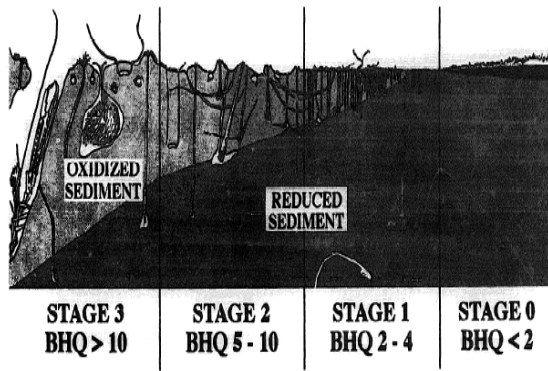 OXIDIZED
SEDIMENT
REDUCED
SEDIMENT
STAGE 3
BHQ > 10
STAGE 2
BHQ 5 - 10
STAGE 1
BHQ 2 - 4
STAGE 0
BHQ < 2